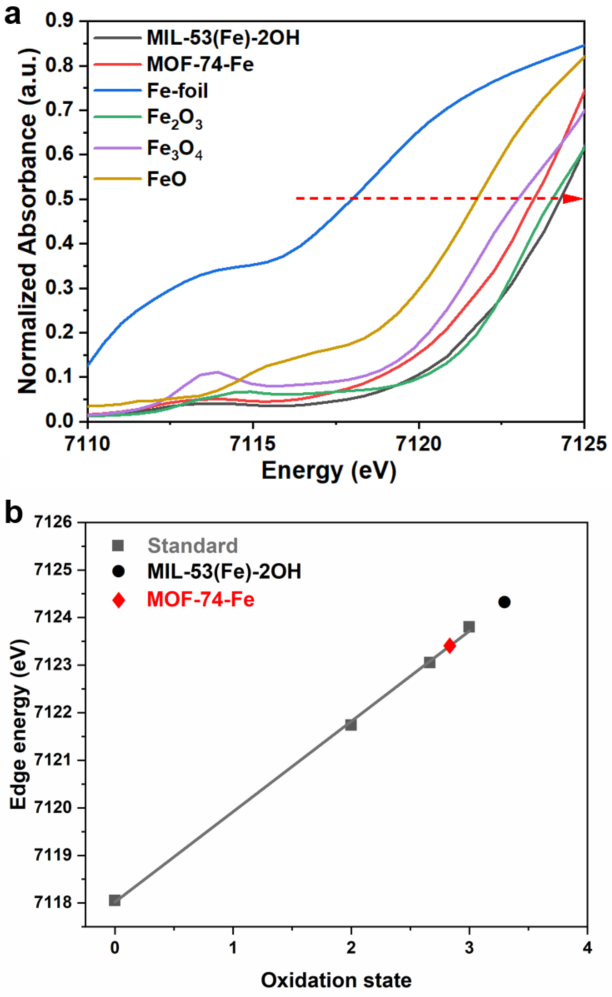 a
Normalized Absorbance (a.u.)
0.9
0.8
0.7
0.6
0.5
0.4
0.3
0.2
0.1
0.0
MIL-53(Fe)-2OH
MOF-74-Fe
Fe-foil
Fe₂O₃
Fe₃O₄
FeO
7110 7115 7120 7125
Energy (eV)
b
Edge energy (eV)
7126
7125
7124
7123
7122
7121
7120
7119
7118
Standard
MIL-53(Fe)-2OH
MOF-74-Fe
0 1 2 3 4
Oxidation state